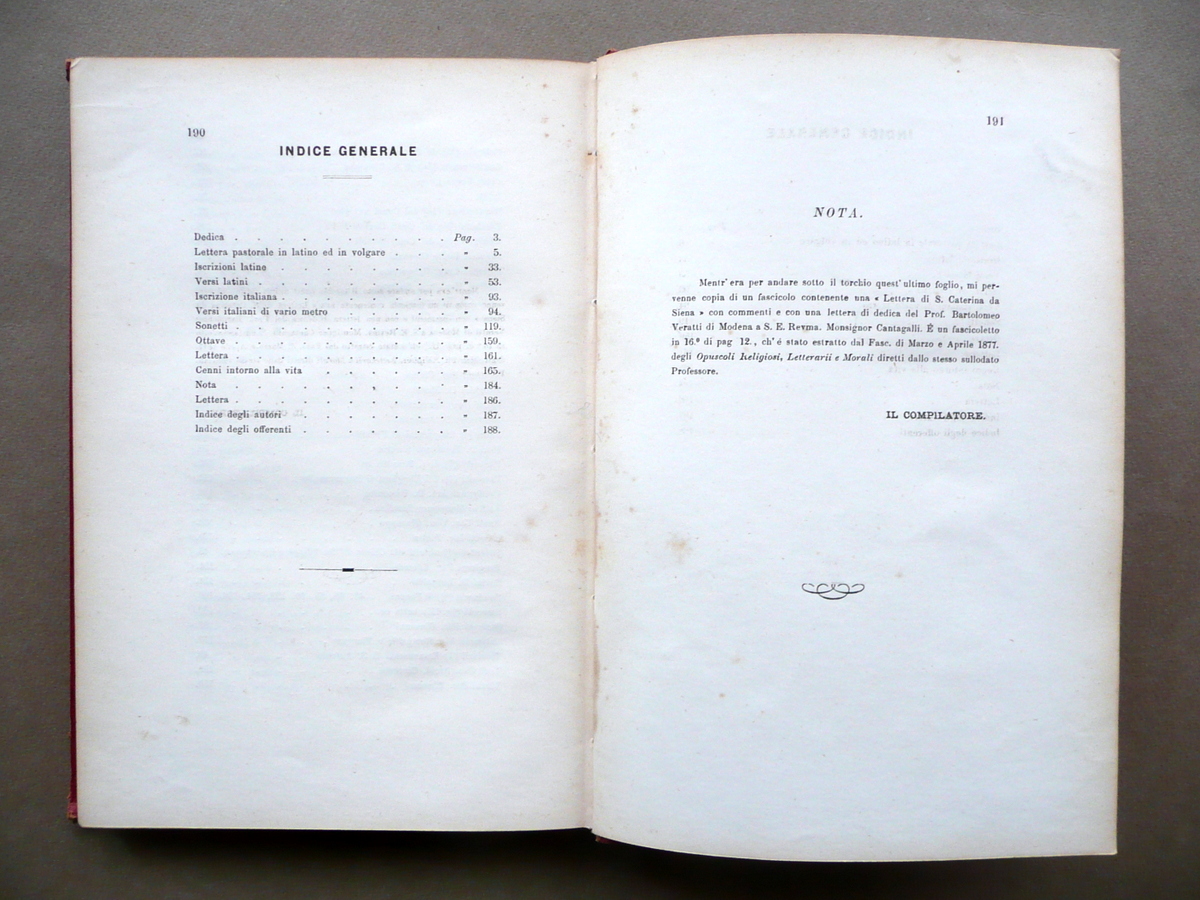 190
INDICE GENERALE
Dedica . . . . . . . . . . Pag. 3.
Lettera pastorale in latino ed in volgare . . . . „ 5.
Iscrizioni latine . . . . . . . „ 33.
Versi latini . . . . . . . . „ 53.
Iscrizione italiana . . . . . . . „ 93.
Versi italiani di vario metro . . . . . „ 94.
Sonetti . . . . . . . . „ 119.
Ottave . . . . . . . . „ 159.
Lettera . . . . . . . . „ 161.
Cenni intorno alla vita . . . . . . „ 165.
Nota . . . . . . . . „ 184.
Lettera . . . . . . . . „ 186.
Indice degli autori . . . . . . . „ 187.
Indice degli offerenti . . . . . . „ 188.
191
NOTA.
Mentr'era per andare sotto il torchio quest'ultimo foglio, mi per-
venne copia di un fascicolo contenente una « Lettera di S. Caterina da
Siena » con commenti e con una lettera di dedica del Prof. Bartolomeo
Veratti di Modena a S. E. Revma. Monsignor Cantagalli. É un fascicoletto
in 16.º di pag 12., ch'é stato estratto dal Fasc. di Marzo e Aprile 1877.
degli Opuscoli Religiosi, Letterarii e Morali diretti dallo stesso sullodato
Professore.
IL COMPILATORE.